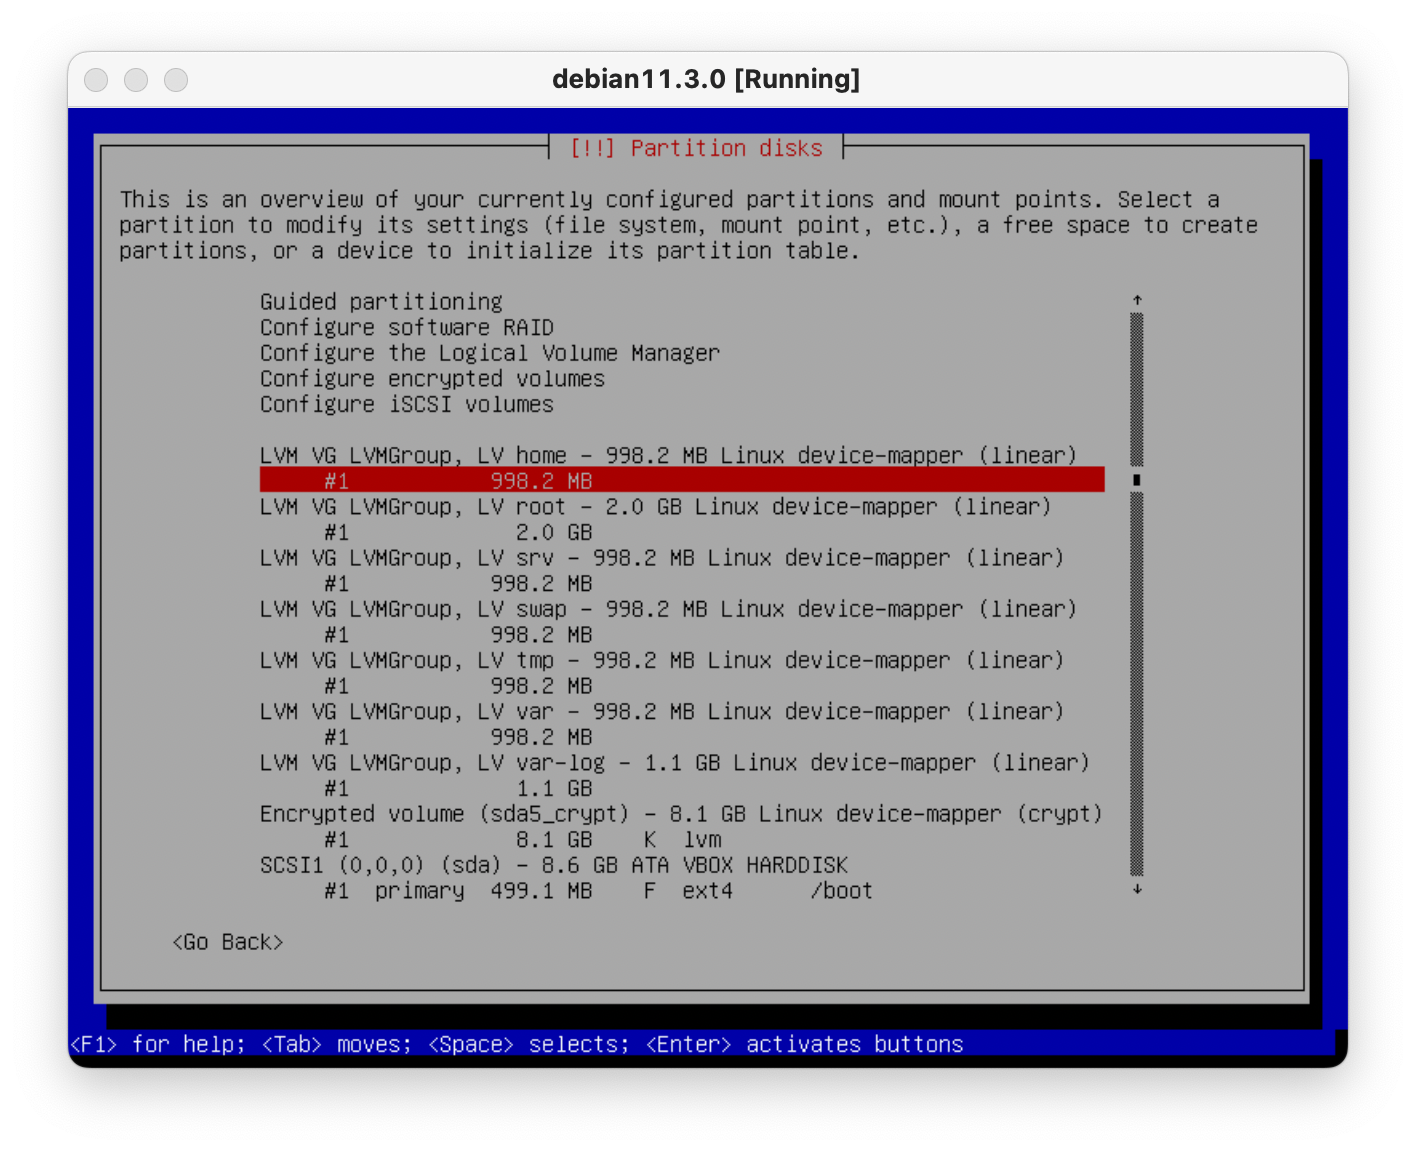 debian11.3.0 [Running]
[!!] Partition disks
This is an overview of your currently configured partitions and mount points. Select a
partition to modify its settings (file system, mount point, etc.), a free space to create
partitions, or a device to initialize its partition table.
Guided partitioning
Configure software RAID
Configure the Logical Volume Manager
Configure encrypted volumes
Configure iSCSI volumes
LVM VG LVMGroup, LV home - 998.2 MB Linux device-mapper (linear)
#1 998.2 MB
LVM VG LVMGroup, LV root - 2.0 GB Linux device-mapper (linear)
#1 2.0 GB
LVM VG LVMGroup, LV srv - 998.2 MB Linux device-mapper (linear)
#1 998.2 MB
LVM VG LVMGroup, LV swap - 998.2 MB Linux device-mapper (linear)
#1 998.2 MB
LVM VG LVMGroup, LV tmp - 998.2 MB Linux device-mapper (linear)
#1 998.2 MB
LVM VG LVMGroup, LV var - 998.2 MB Linux device-mapper (linear)
#1 998.2 MB
LVM VG LVMGroup, LV var-log - 1.1 GB Linux device-mapper (linear)
#1 1.1 GB
Encrypted volume (sda5_crypt) - 8.1 GB Linux device-mapper (crypt)
#1 8.1 GB K lvm
SCSI1 (0,0,0) (sda) - 8.6 GB ATA VBOX HARDDISK
#1 primary 499.1 MB F ext4 /boot
<Go Back>
<F1> for help; <Tab> moves; <Space> selects; <Enter> activates buttons